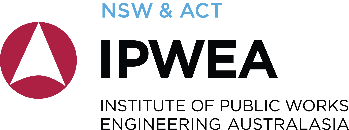 NSW & ACT
IPWEA
INSTITUTE OF PUBLIC WORKS
ENGINEERING AUSTRALASIA